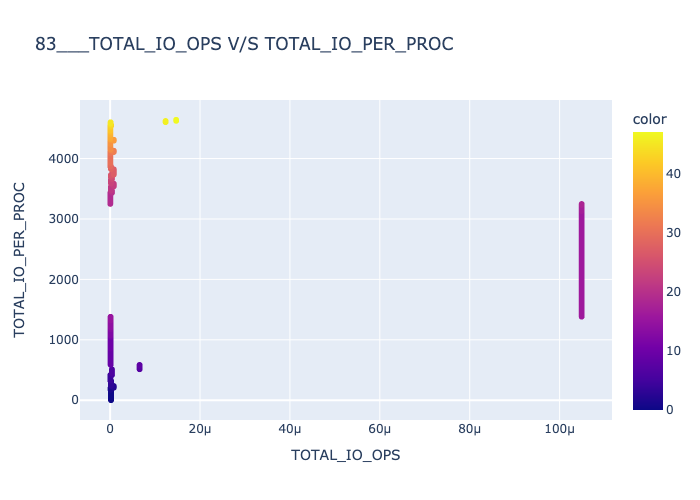 83___TOTAL_IO_OPS V/S TOTAL_IO_PER_PROC
color
TOTAL_IO_PER_PROC
4000
3000
2000
1000
0
40
30
20
10
0
0
20μ
40μ
60μ
80μ
100μ
TOTAL_IO_OPS